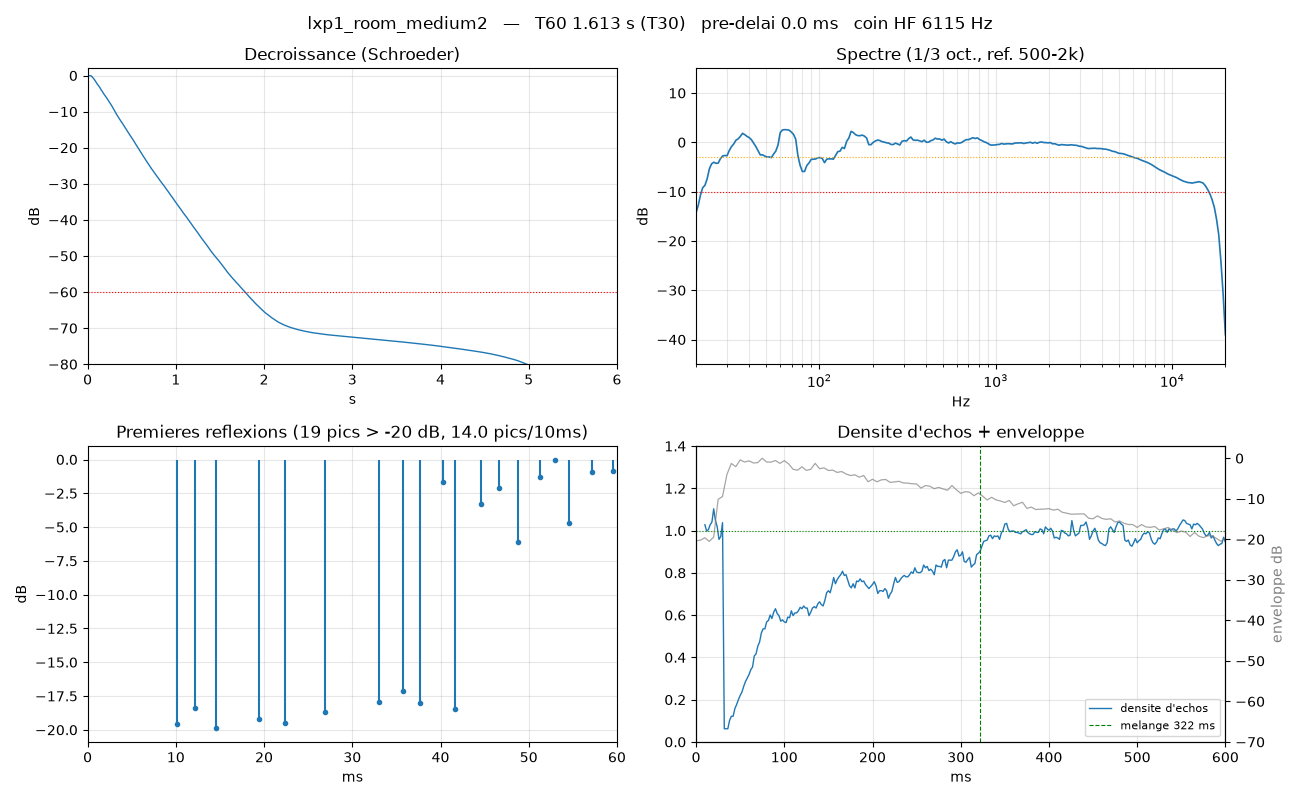 lxp1_room_medium2   —   T60 1.613 s (T30)   pre-delai 0.0 ms   coin HF 6115 Hz
Decroissance (Schroeder)
0
−10
−20
−30
−40
−50
−60
−70
−80
dB
0 1 2 3 4 5 6
s
Spectre (1/3 oct., ref. 500-2k)
10
0
−10
−20
−30
−40
dB
10² 10³ 10⁴
Hz
Premieres reflexions (19 pics > -20 dB, 14.0 pics/10ms)
0.0
−2.5
−5.0
−7.5
−10.0
−12.5
−15.0
−17.5
−20.0
dB
0 10 20 30 40 50 60
ms
Densite d'echos + enveloppe
1.4
1.2
1.0
0.8
0.6
0.4
0.2
0.0
0
−10
−20
−30
−40
−50
−60
−70
enveloppe dB
densite d'echos
melange 322 ms
0 100 200 300 400 500 600
ms